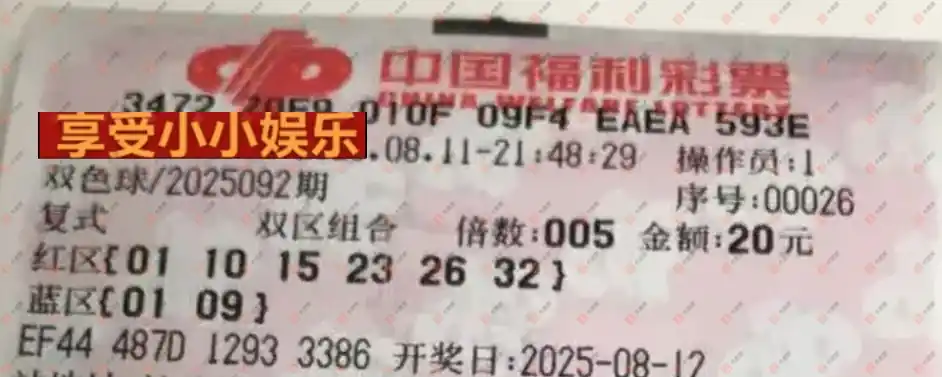 中国福利彩票
CHINA WELFARE LOTTERY
3472 20F9 010F 09F4 EAEA 593E
享受小小娱乐
.08.11-21:48:29 操作员:1
双色球/2025092期
序号:00026
复式 双区组合 倍数:005 金额:20元
红区{01 10 15 23 26 32}
蓝区{01 09}
EF44 487D 1293 3386 开奖日:2025-08-12